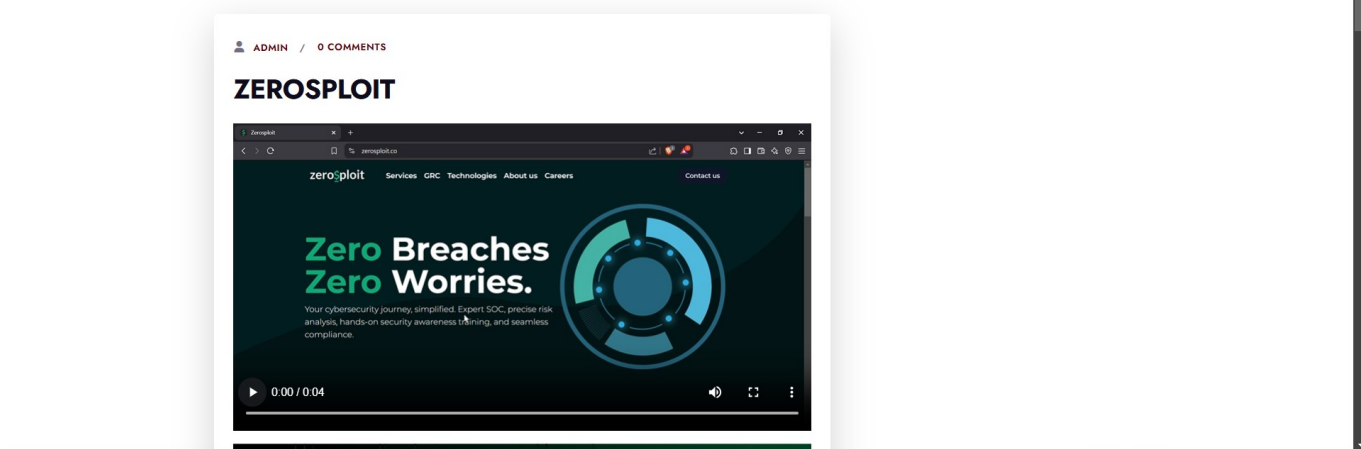 ADMIN / 0 COMMENTS
ZEROSPLOIT
Zerosploit
zerosploit.co
zerosploit Services GRC Technologies About us Careers Contact us
Zero Breaches
Zero Worries.
Your cybersecurity journey, simplified. Expert SOC, precise risk
analysis, hands-on security awareness training, and seamless
compliance.
0:00 / 0:04